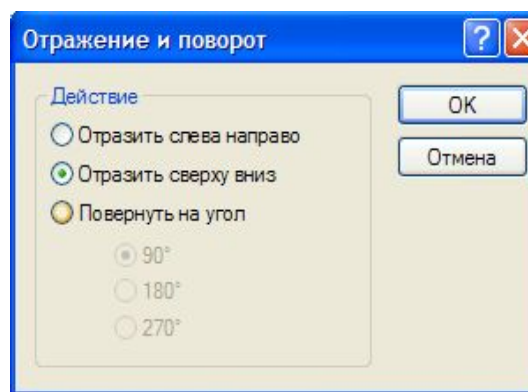 Отражение и поворот
Действие
Отразить слева направо
Отразить сверху вниз
Повернуть на угол
90°
180°
270°
OK
Отмена